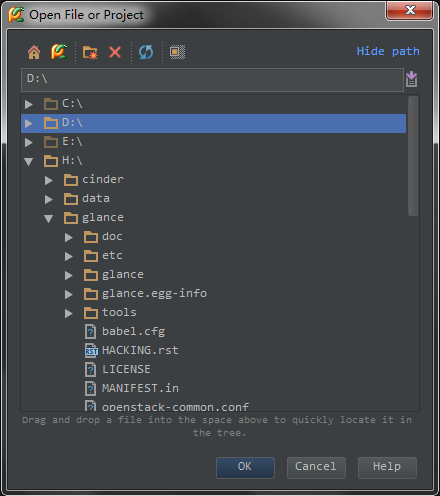 Open File or Project
Hide path
D:\
C:\
D:\
E:\
H:\
cinder
data
glance
doc
etc
glance
glance.egg-info
tools
babel.cfg
RST HACKING.rst
LICENSE
MANIFEST.in
openstack-common.conf
Drag and drop a file into the space above to quickly locate it in
the tree.
OK Cancel Help